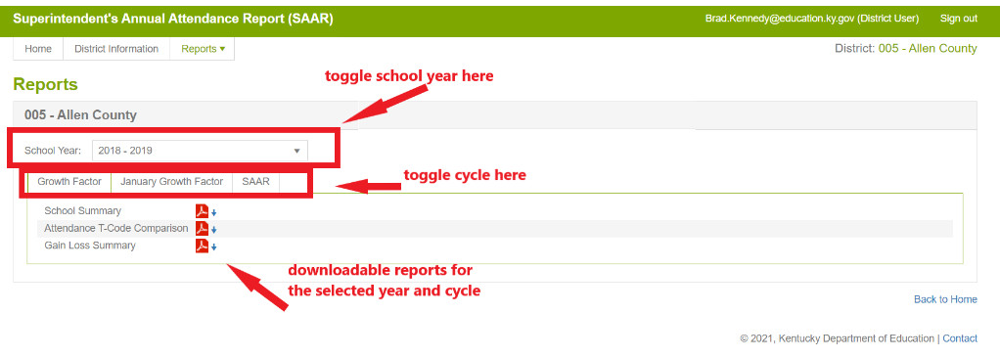 Superintendent's Annual Attendance Report (SAAR) Brad.Kennedy@education.ky.gov (District User) Sign out
Home District Information Reports District: 005 - Allen County
toggle school year here
Reports
005 - Allen County
School Year: 2018 - 2019
toggle cycle here
Growth Factor January Growth Factor SAAR
School Summary
Attendance T-Code Comparison
Gain Loss Summary
downloadable reports for
the selected year and cycle
Back to Home
© 2021, Kentucky Department of Education | Contact